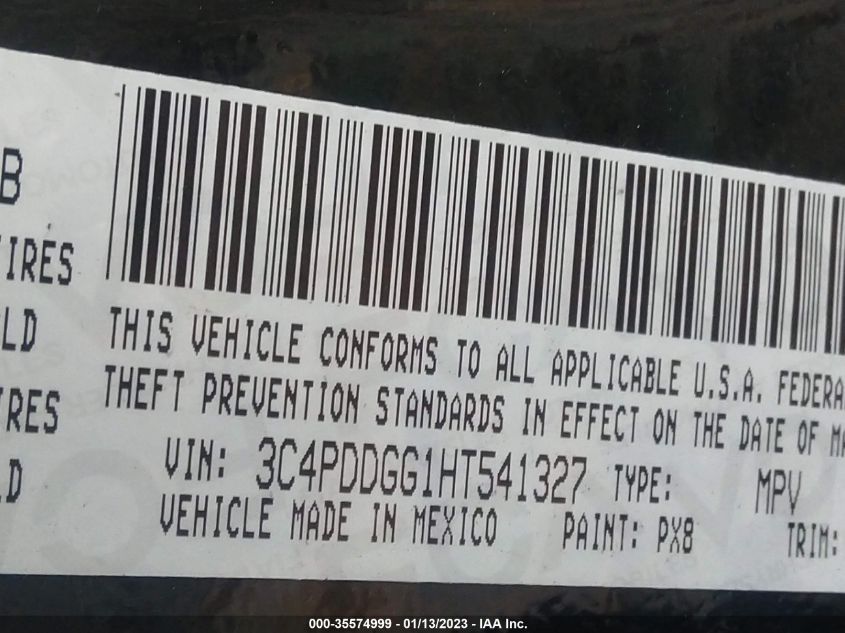 B
IRES
LD
IRES
LD
THIS VEHICLE CONFORMS TO ALL APPLICABLE U.S.A. FEDERA
THEFT PREVENTION STANDARDS IN EFFECT ON THE DATE OF MA
VIN: 3C4PDDGG1HT541327 TYPE: MPV
VEHICLE MADE IN MEXICO PAINT: PX8 TRIM:
000-35574999 - 01/13/2023 - IAA Inc.